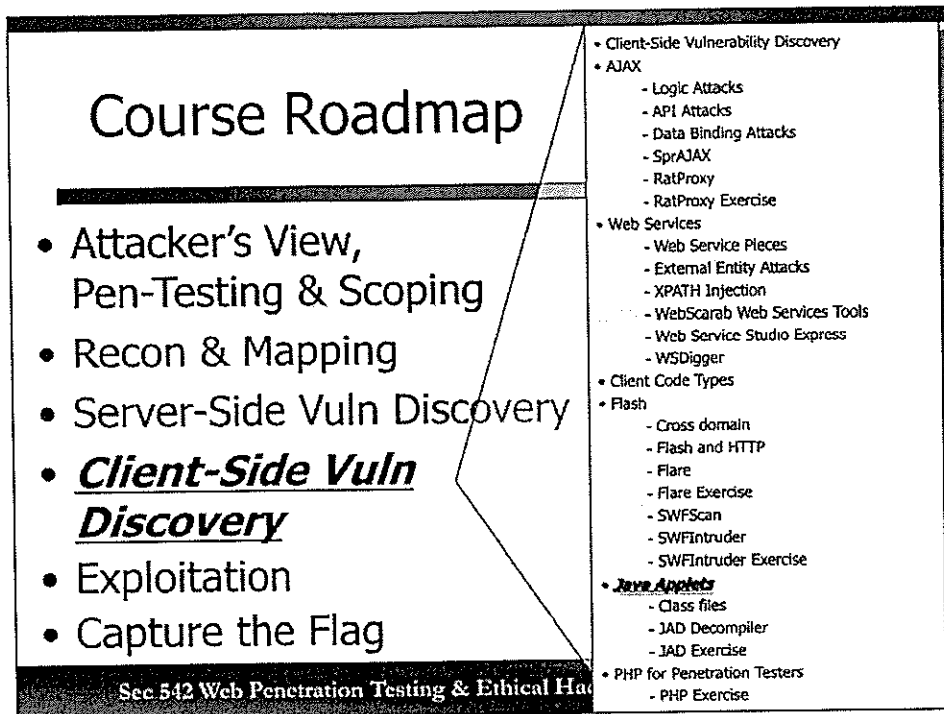 Course Roadmap
• Attacker's View,
Pen-Testing & Scoping
• Recon & Mapping
• Server-Side Vuln Discovery
• Client-Side Vuln
Discovery
• Exploitation
• Capture the Flag
Sec 542 Web Penetration Testing & Ethical Hac
• Client-Side Vulnerability Discovery
• AJAX
- Logic Attacks
- API Attacks
- Data Binding Attacks
- SprAJAX
- RatProxy
- RatProxy Exercise
• Web Services
- Web Service Pieces
- External Entity Attacks
- XPATH Injection
- WebScarab Web Services Tools
- Web Service Studio Express
- WSDigger
• Client Code Types
• Flash
- Cross domain
- Flash and HTTP
- Flare
- Flare Exercise
- SWFScan
- SWFIntruder
- SWFIntruder Exercise
• Java Applets
- Class files
- JAD Decompiler
- JAD Exercise
• PHP for Penetration Testers
- PHP Exercise